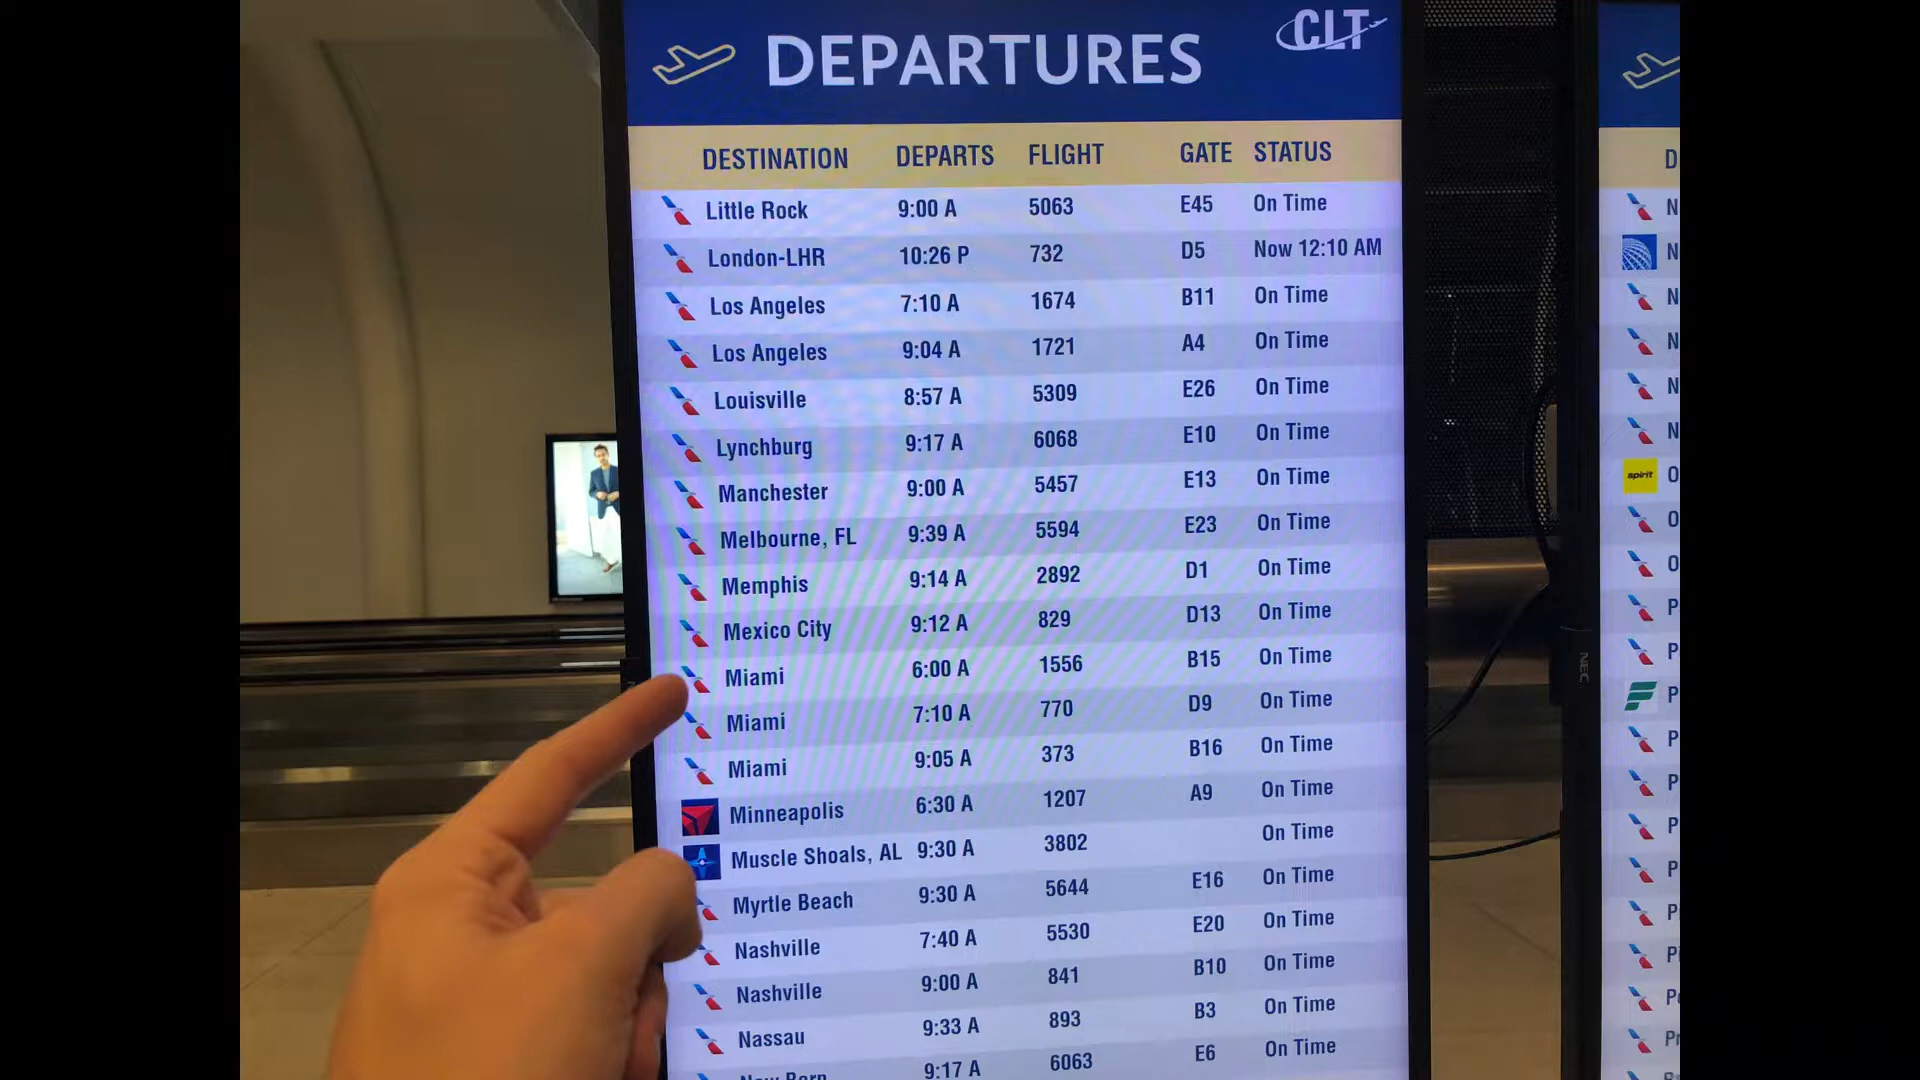 DEPARTURES CLT
DESTINATION DEPARTS FLIGHT GATE STATUS
Little Rock 9:00 A 5063 E45 On Time
London-LHR 10:26 P 732 D5 Now 12:10 AM
Los Angeles 7:10 A 1674 B11 On Time
Los Angeles 9:04 A 1721 A4 On Time
Louisville 8:57 A 5309 E26 On Time
Lynchburg 9:17 A 6068 E10 On Time
Manchester 9:00 A 5457 E13 On Time
Melbourne, FL 9:39 A 5594 E23 On Time
Memphis 9:14 A 2892 D1 On Time
Mexico City 9:12 A 829 D13 On Time
Miami 6:00 A 1556 B15 On Time
Miami 7:10 A 770 D9 On Time
Miami 9:05 A 373 B16 On Time
Minneapolis 6:30 A 1207 A9 On Time
Muscle Shoals, AL 9:30 A 3802 On Time
Myrtle Beach 9:30 A 5644 E16 On Time
Nashville 7:40 A 5530 E20 On Time
Nashville 9:00 A 841 B10 On Time
Nassau 9:33 A 893 B3 On Time
New Bern 9:17 A 6063 E6 On Time
NEC
D
N
N
N
N
N
N
spirit O
O
O
P
P
P
P
P
P
P
P
Pi
Po
Pr